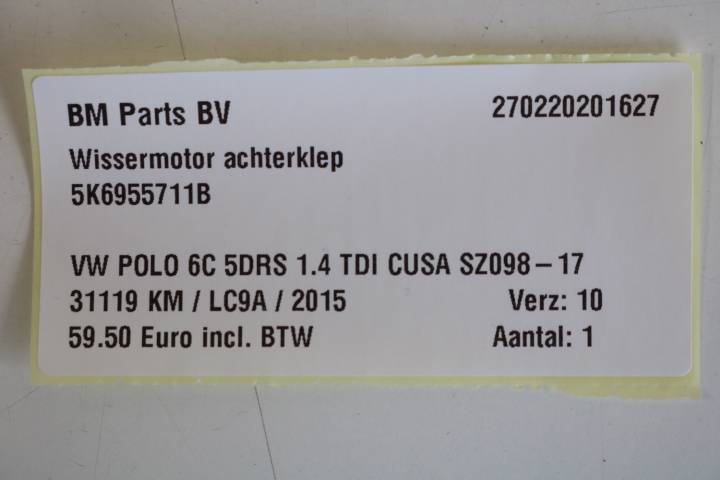 BM Parts BV 270220201627
Wissermotor achterklep
5K6955711B
VW POLO 6C 5DRS 1.4 TDI CUSA SZ098-17
31119 KM / LC9A / 2015 Verz: 10
59.50 Euro incl. BTW Aantal: 1